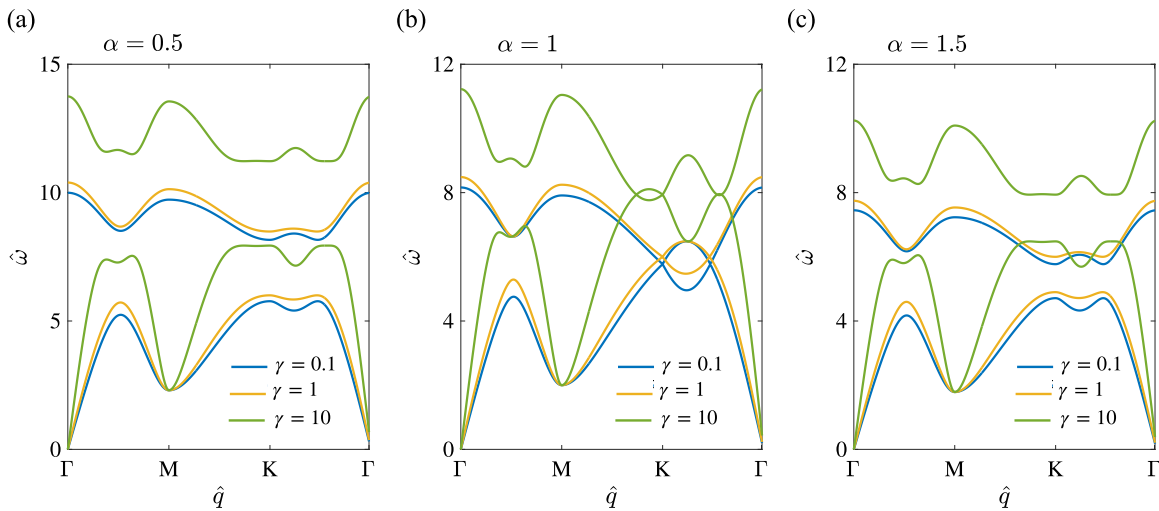 (a)
α = 0.5
15
10
5
0
ω̂
Γ
M
K
Γ
q̂
γ = 0.1
γ = 1
γ = 10
(b)
α = 1
12
8
4
0
ω̂
Γ
M
K
Γ
q̂
γ = 0.1
γ = 1
γ = 10
(c)
α = 1.5
12
8
4
0
ω̂
Γ
M
K
Γ
q̂
γ = 0.1
γ = 1
γ = 10